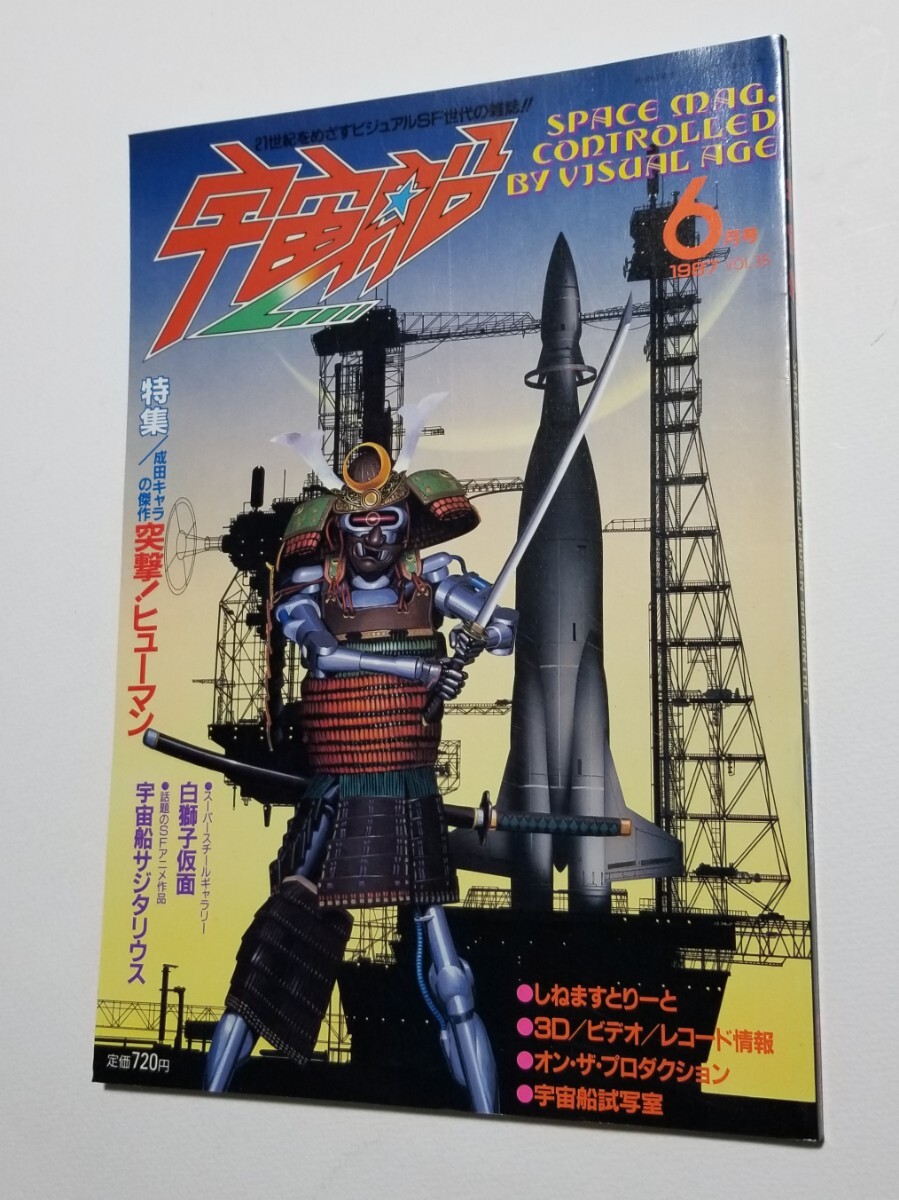 21世紀をめざすビジュアルSF世代の雑誌!!
宇宙船
SPACE MAG.
CONTROLLED
BY VISUAL AGE
6月号
1987 VOL.35
特集/成田キャラの傑作
突撃!ヒューマン
●スーパースチールギャラリー
白獅子仮面
●話題のSFアニメ作品
宇宙船サジタリウス
●しねますとりーと
●3D/ビデオ/レコード情報
●オン・ザ・プロダクション
●宇宙船試写室
定価720円